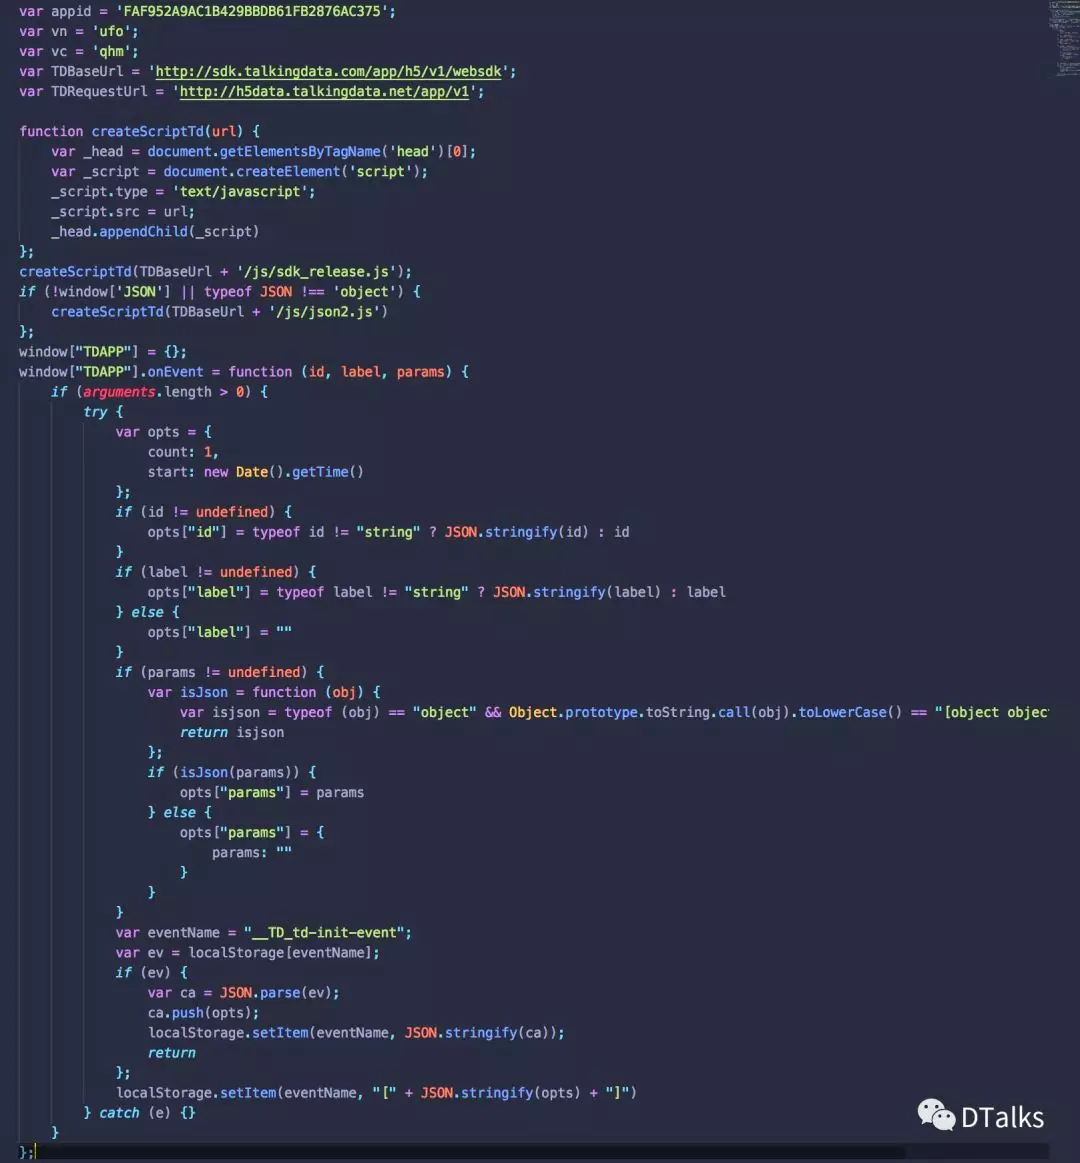 var appid = 'FAF952A9AC1B429BBDB61FB2876AC375';
var vn = 'ufo';
var vc = 'qhm';
var TDBaseUrl = 'http://sdk.talkingdata.com/app/h5/v1/websdk';
var TDRequestUrl = 'http://h5data.talkingdata.net/app/v1';

function createScriptTd(url) {
    var _head = document.getElementsByTagName('head')[0];
    var _script = document.createElement('script');
    _script.type = 'text/javascript';
    _script.src = url;
    _head.appendChild(_script)
};
createScriptTd(TDBaseUrl + '/js/sdk_release.js');
if (!window['JSON'] || typeof JSON !== 'object') {
    createScriptTd(TDBaseUrl + '/js/json2.js')
};
window["TDAPP"] = {};
window["TDAPP"].onEvent = function (id, label, params) {
    if (arguments.length > 0) {
        try {
            var opts = {
                count: 1,
                start: new Date().getTime()
            };
            if (id != undefined) {
                opts["id"] = typeof id != "string" ? JSON.stringify(id) : id
            }
            if (label != undefined) {
                opts["label"] = typeof label != "string" ? JSON.stringify(label) : label
            } else {
                opts["label"] = ""
            }
            if (params != undefined) {
                var isJson = function (obj) {
                    var isjson = typeof (obj) == "object" && Object.prototype.toString.call(obj).toLowerCase() == "[object objec
                    return isjson
                };
                if (isJson(params)) {
                    opts["params"] = params
                } else {
                    opts["params"] = {
                        params: ""
                    }
                }
            }
            var eventName = "__TD_td-init-event";
            var ev = localStorage[eventName];
            if (ev) {
                var ca = JSON.parse(ev);
                ca.push(opts);
                localStorage.setItem(eventName, JSON.stringify(ca));
                return
            };
            localStorage.setItem(eventName, "[" + JSON.stringify(opts) + "]")
        } catch (e) {}
    }
};
DTalks